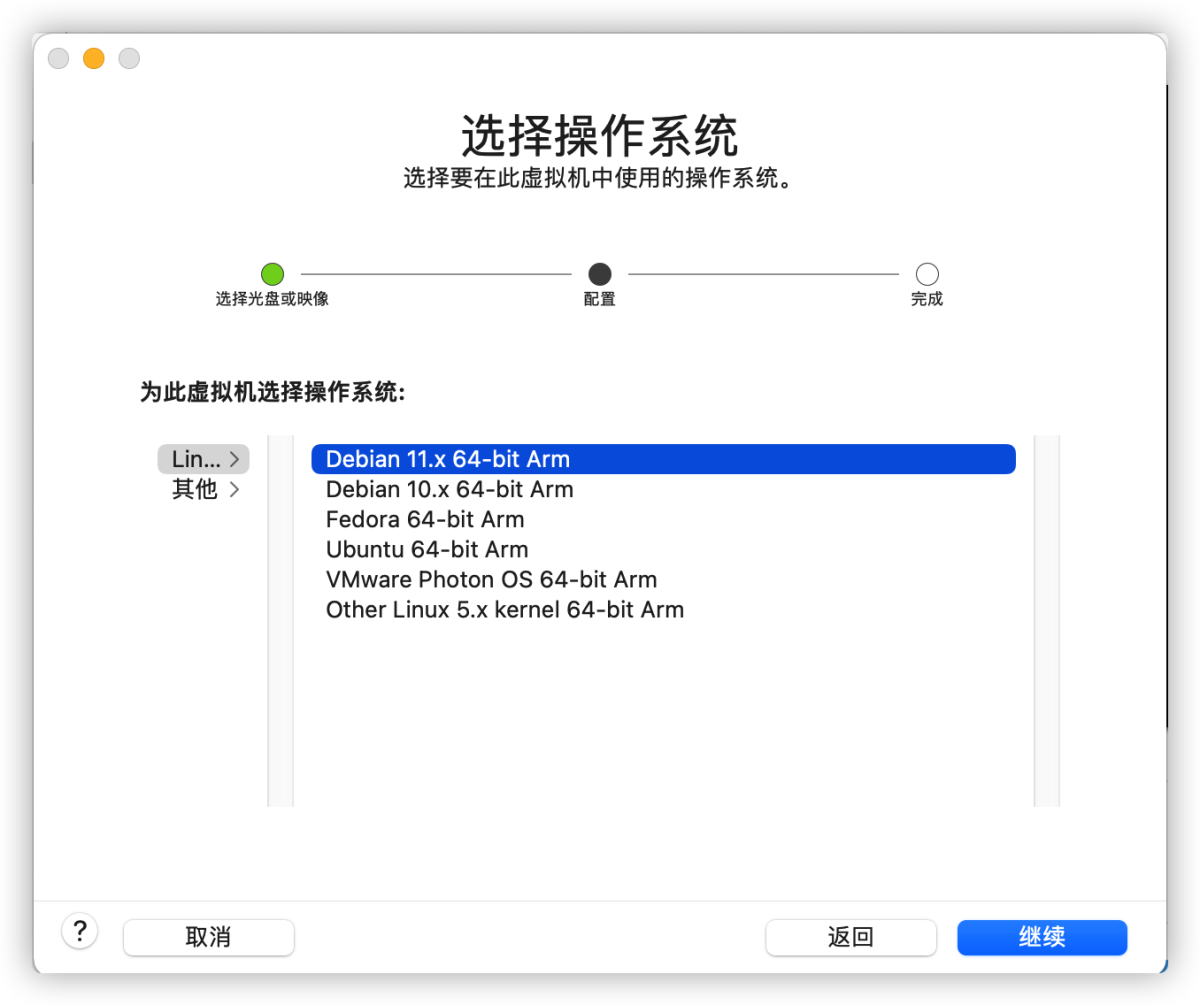 选择操作系统
选择要在此虚拟机中使用的操作系统。
选择光盘或映像
配置
完成
为此虚拟机选择操作系统:
Lin...
其他
Debian 11.x 64-bit Arm
Debian 10.x 64-bit Arm
Fedora 64-bit Arm
Ubuntu 64-bit Arm
VMware Photon OS 64-bit Arm
Other Linux 5.x kernel 64-bit Arm
?
取消
返回
继续